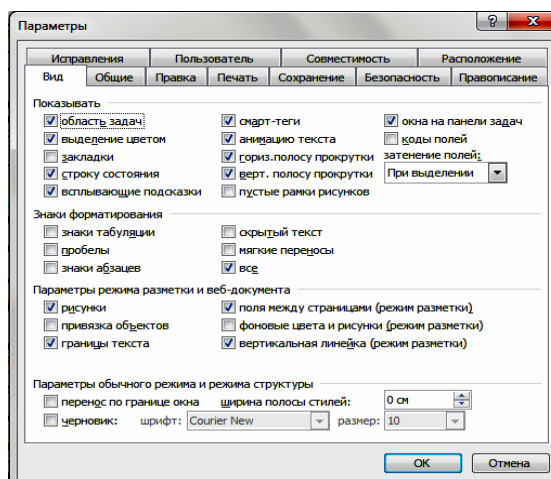 Параметры
Исправления Пользователь Совместимость Расположение
Вид Общие Правка Печать Сохранение Безопасность Правописание
Показывать
область задач смарт-теги окна на панели задач
выделение цветом анимацию текста коды полей
закладки гориз.полосу прокрутки затенение полей:
строку состояния верт. полосу прокрутки При выделении
всплывающие подсказки пустые рамки рисунков
Знаки форматирования
знаки табуляции скрытый текст
пробелы мягкие переносы
знаки абзацев все
Параметры режима разметки и веб-документа
рисунки поля между страницами (режим разметки)
привязка объектов фоновые цвета и рисунки (режим разметки)
границы текста вертикальная линейка (режим разметки)
Параметры обычного режима и режима структуры
перенос по границе окна ширина полосы стилей: 0 см
черновик: шрифт: Courier New размер: 10
ОК Отмена